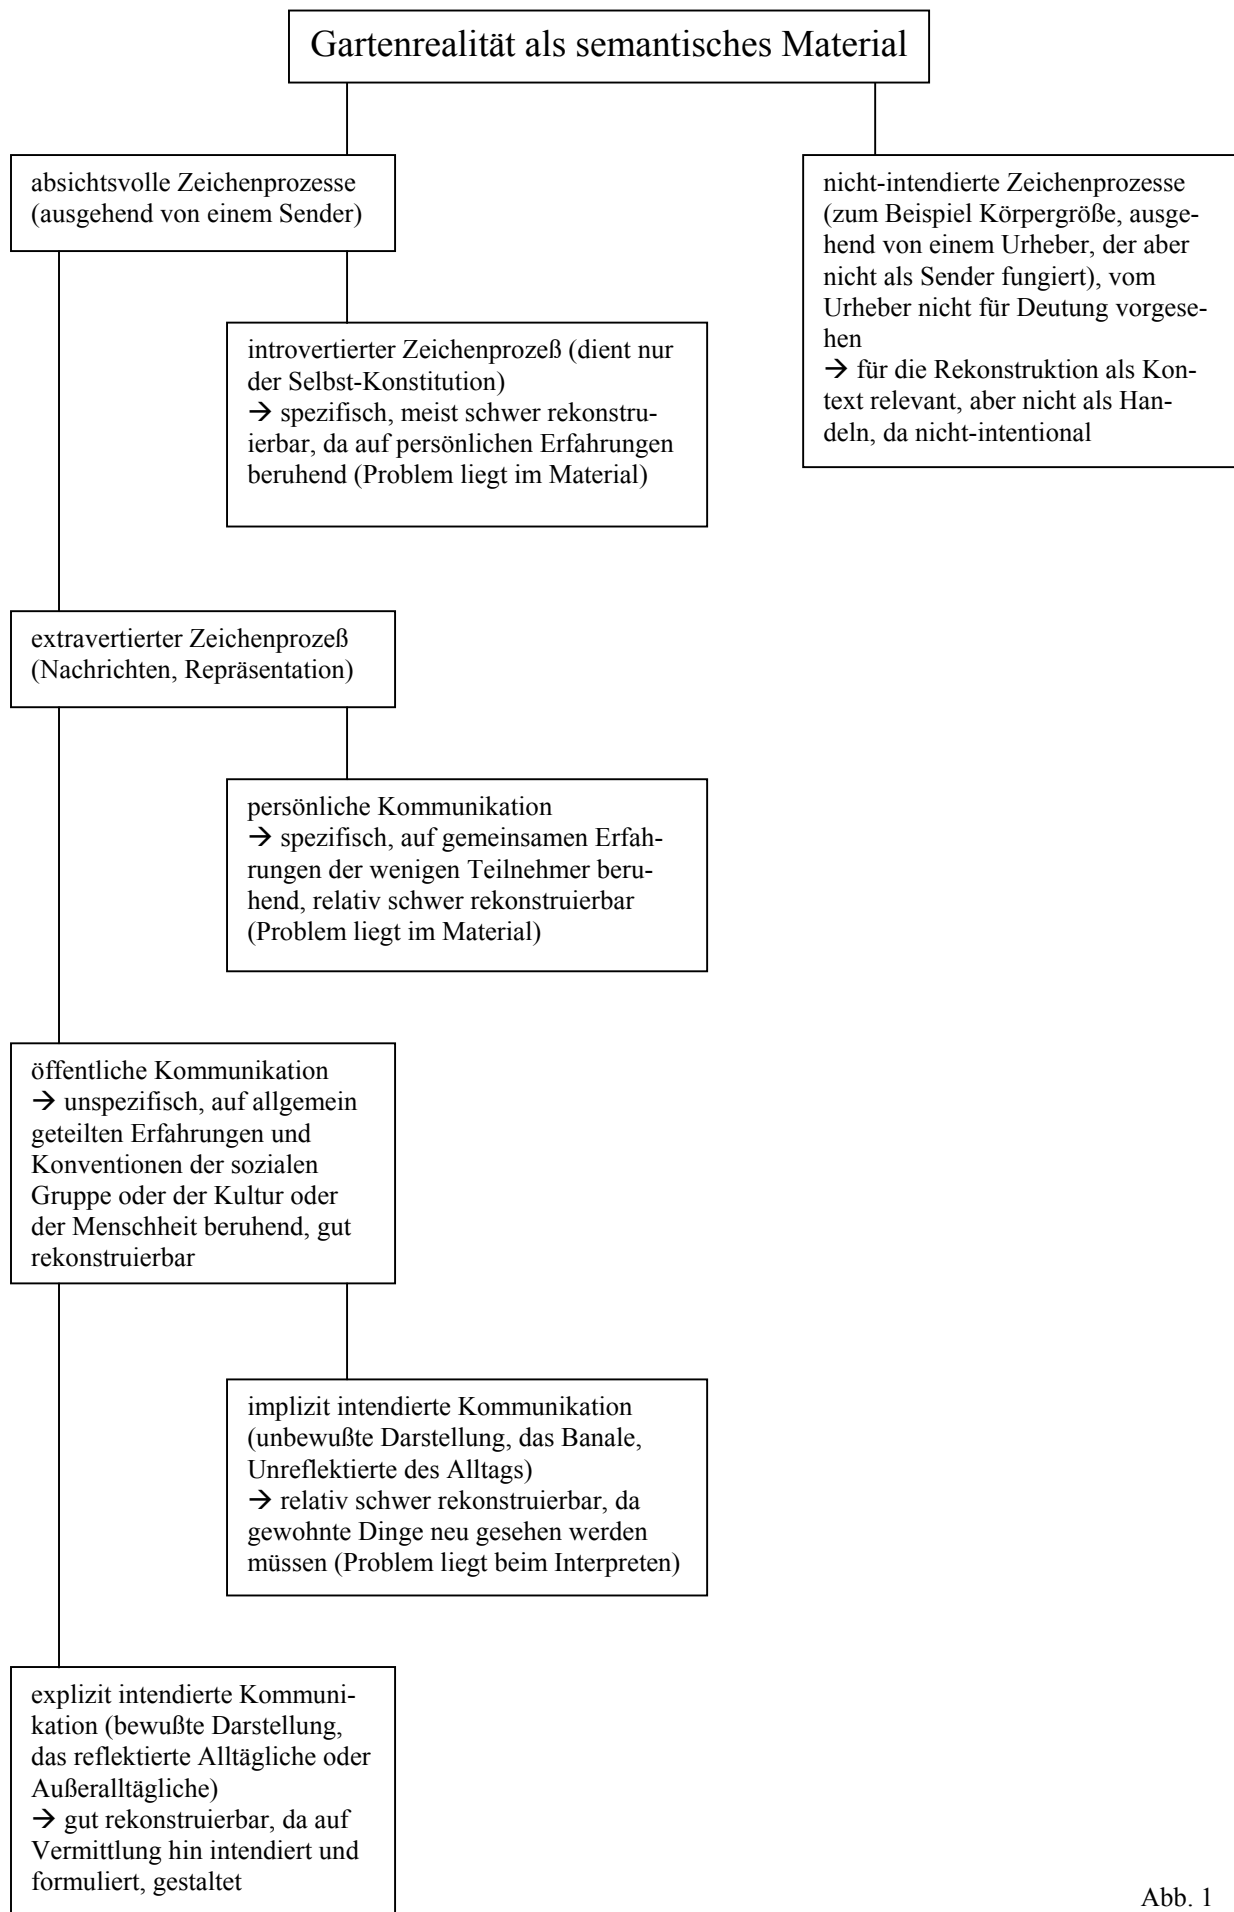 Gartenrealität als semantisches Material
absichtsvolle Zeichenprozesse
(ausgehend von einem Sender)
nicht-intendierte Zeichenprozesse
(zum Beispiel Körpergröße, ausge-
hend von einem Urheber, der aber
nicht als Sender fungiert), vom
Urheber nicht für Deutung vorgese-
hen
→ für die Rekonstruktion als Kon-
text relevant, aber nicht als Han-
deln, da nicht-intentional
introvertierter Zeichenprozeß (dient nur
der Selbst-Konstitution)
→ spezifisch, meist schwer rekonstru-
ierbar, da auf persönlichen Erfahrungen
beruhend (Problem liegt im Material)
extravertierter Zeichenprozeß
(Nachrichten, Repräsentation)
persönliche Kommunikation
→ spezifisch, auf gemeinsamen Erfah-
rungen der wenigen Teilnehmer beru-
hend, relativ schwer rekonstruierbar
(Problem liegt im Material)
öffentliche Kommunikation
→ unspezifisch, auf allgemein
geteilten Erfahrungen und
Konventionen der sozialen
Gruppe oder der Kultur oder
der Menschheit beruhend, gut
rekonstruierbar
implizit intendierte Kommunikation
(unbewußte Darstellung, das Banale,
Unreflektierte des Alltags)
→ relativ schwer rekonstruierbar, da
gewohnte Dinge neu gesehen werden
müssen (Problem liegt beim Interpreten)
explizit intendierte Kommuni-
kation (bewußte Darstellung,
das reflektierte Alltägliche oder
Außeralltägliche)
→ gut rekonstruierbar, da auf
Vermittlung hin intendiert und
formuliert, gestaltet
Abb. 1